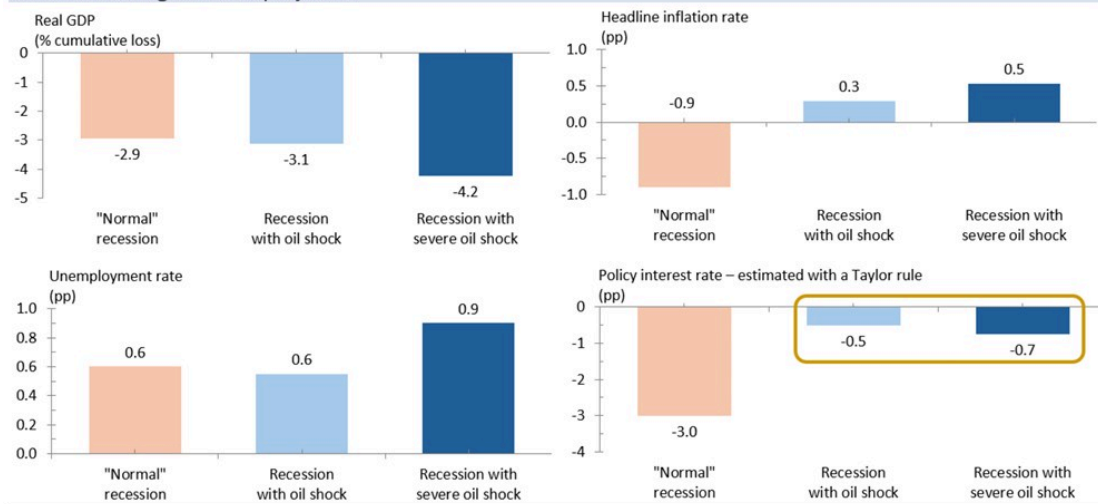 Real GDP
(% cumulative loss)
0
-1
-2
-3
-4
-5
-2.9
-3.1
-4.2
"Normal"
recession
Recession
with oil shock
Recession with
severe oil shock
Headline inflation rate
(pp)
1.0
0.5
0.0
-0.5
-1.0
-0.9
0.3
0.5
"Normal"
recession
Recession
with oil shock
Recession with
severe oil shock
Unemployment rate
(pp)
1.0
0.8
0.6
0.4
0.2
0.0
0.6
0.6
0.9
"Normal"
recession
Recession
with oil shock
Recession with
severe oil shock
Policy interest rate – estimated with a Taylor rule
(pp)
0
-1
-2
-3
-4
-3.0
-0.5
-0.7
"Normal"
recession
Recession
with oil shock
Recession with
severe oil shock